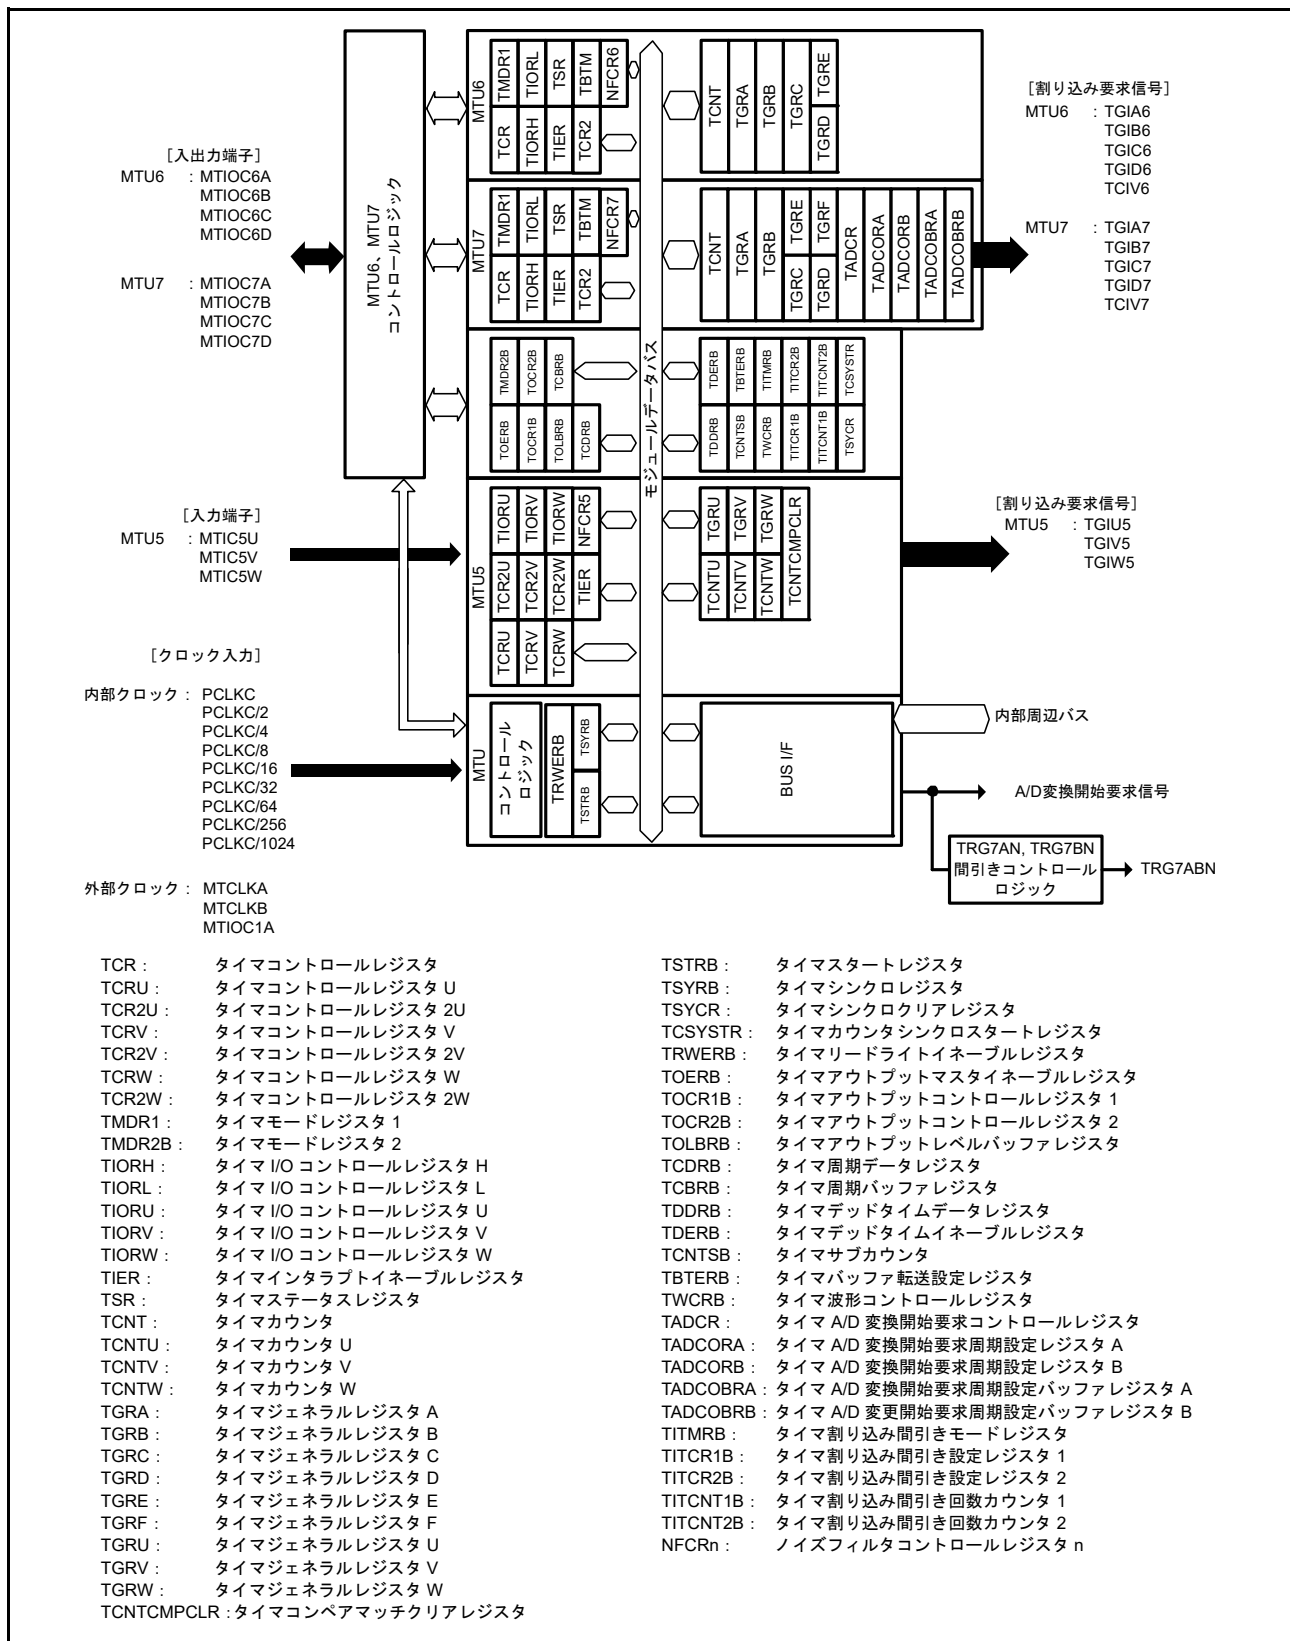 [入出力端子]
MTU6 : MTIOC6A
MTIOC6B
MTIOC6C
MTIOC6D
MTU7 : MTIOC7A
MTIOC7B
MTIOC7C
MTIOC7D
[入力端子]
MTU5 : MTIC5U
MTIC5V
MTIC5W
[クロック入力]
内部クロック : PCLKC
PCLKC/2
PCLKC/4
PCLKC/8
PCLKC/16
PCLKC/32
PCLKC/64
PCLKC/256
PCLKC/1024
外部クロック : MTCLKA
MTCLKB
MTIOC1A
MTU6、MTU7
コントロールロジック
MTU6
TMDR1
TIORL
TSR
TBTM
NFCR6
TCR
TIORH
TIER
TCR2
TCNT
TGRA
TGRB
TGRC
TGRE
TGRD
MTU7
TMDR1
TIORL
TSR
TBTM
NFCR7
TCR
TIORH
TIER
TCR2
TCNT
TGRA
TGRB
TGRE
TGRF
TGRC
TGRD
TADCR
TADCORA
TADCORB
TADCOBRA
TADCOBRB
TMDR2B
TOCR2B
TCBRB
TOERB
TOCR1B
TOLBRB
TCDRB
TDERB
TBTERB
TITMRB
TITCR2B
TITCNT2B
TCSYSTR
TDDRB
TCNTSB
TWCRB
TITCR1B
TITCNT1B
TSYCR
モジュールデータバス
MTU5
TIORU
TIORV
TIORW
NFCR5
TCR2U
TCR2V
TCR2W
TIER
TCRU
TCRV
TCRW
TGRU
TGRV
TGRW
TCNTU
TCNTV
TCNTW
TCNTCMPCLR
MTU
コントロール
ロジック
TRWERB
TSYRB
TSTRB
BUS I/F
[割り込み要求信号]
MTU6 : TGIA6
TGIB6
TGIC6
TGID6
TCIV6
MTU7 : TGIA7
TGIB7
TGIC7
TGID7
TCIV7
[割り込み要求信号]
MTU5 : TGIU5
TGIV5
TGIW5
内部周辺バス
A/D変換開始要求信号
TRG7AN, TRG7BN
間引きコントロール
ロジック
TRG7ABN
TCR : タイマコントロールレジスタ
TCRU : タイマコントロールレジスタ U
TCR2U : タイマコントロールレジスタ 2U
TCRV : タイマコントロールレジスタ V
TCR2V : タイマコントロールレジスタ 2V
TCRW : タイマコントロールレジスタ W
TCR2W : タイマコントロールレジスタ 2W
TMDR1 : タイマモードレジスタ 1
TMDR2B : タイマモードレジスタ 2
TIORH : タイマ I/O コントロールレジスタ H
TIORL : タイマ I/O コントロールレジスタ L
TIORU : タイマ I/O コントロールレジスタ U
TIORV : タイマ I/O コントロールレジスタ V
TIORW : タイマ I/O コントロールレジスタ W
TIER : タイマインタラプトイネーブルレジスタ
TSR : タイマステータスレジスタ
TCNT : タイマカウンタ
TCNTU : タイマカウンタ U
TCNTV : タイマカウンタ V
TCNTW : タイマカウンタ W
TGRA : タイマジェネラルレジスタ A
TGRB : タイマジェネラルレジスタ B
TGRC : タイマジェネラルレジスタ C
TGRD : タイマジェネラルレジスタ D
TGRE : タイマジェネラルレジスタ E
TGRF : タイマジェネラルレジスタ F
TGRU : タイマジェネラルレジスタ U
TGRV : タイマジェネラルレジスタ V
TGRW : タイマジェネラルレジスタ W
TCNTCMPCLR : タイマコンペアマッチクリアレジスタ
TSTRB : タイマスタートレジスタ
TSYRB : タイマシンクロレジスタ
TSYCR : タイマシンクロクリアレジスタ
TCSYSTR : タイマカウンタシンクロスタートレジスタ
TRWERB : タイマリードライトイネーブルレジスタ
TOERB : タイマアウトプットマスタイネーブルレジスタ
TOCR1B : タイマアウトプットコントロールレジスタ 1
TOCR2B : タイマアウトプットコントロールレジスタ 2
TOLBRB : タイマアウトプットレベルバッファレジスタ
TCDRB : タイマ周期データレジスタ
TCBRB : タイマ周期バッファレジスタ
TDDRB : タイマデッドタイムデータレジスタ
TDERB : タイマデッドタイムイネーブルレジスタ
TCNTSB : タイマサブカウンタ
TBTERB : タイマバッファ転送設定レジスタ
TWCRB : タイマ波形コントロールレジスタ
TADCR : タイマ A/D 変換開始要求コントロールレジスタ
TADCORA : タイマ A/D 変換開始要求周期設定レジスタ A
TADCORB : タイマ A/D 変換開始要求周期設定レジスタ B
TADCOBRA : タイマ A/D 変換開始要求周期設定バッファレジスタ A
TADCOBRB : タイマ A/D 変更開始要求周期設定バッファレジスタ B
TITMRB : タイマ割り込み間引きモードレジスタ
TITCR1B : タイマ割り込み間引き設定レジスタ 1
TITCR2B : タイマ割り込み間引き設定レジスタ 2
TITCNT1B : タイマ割り込み間引き回数カウンタ 1
TITCNT2B : タイマ割り込み間引き回数カウンタ 2
NFCRn : ノイズフィルタコントロールレジスタ n